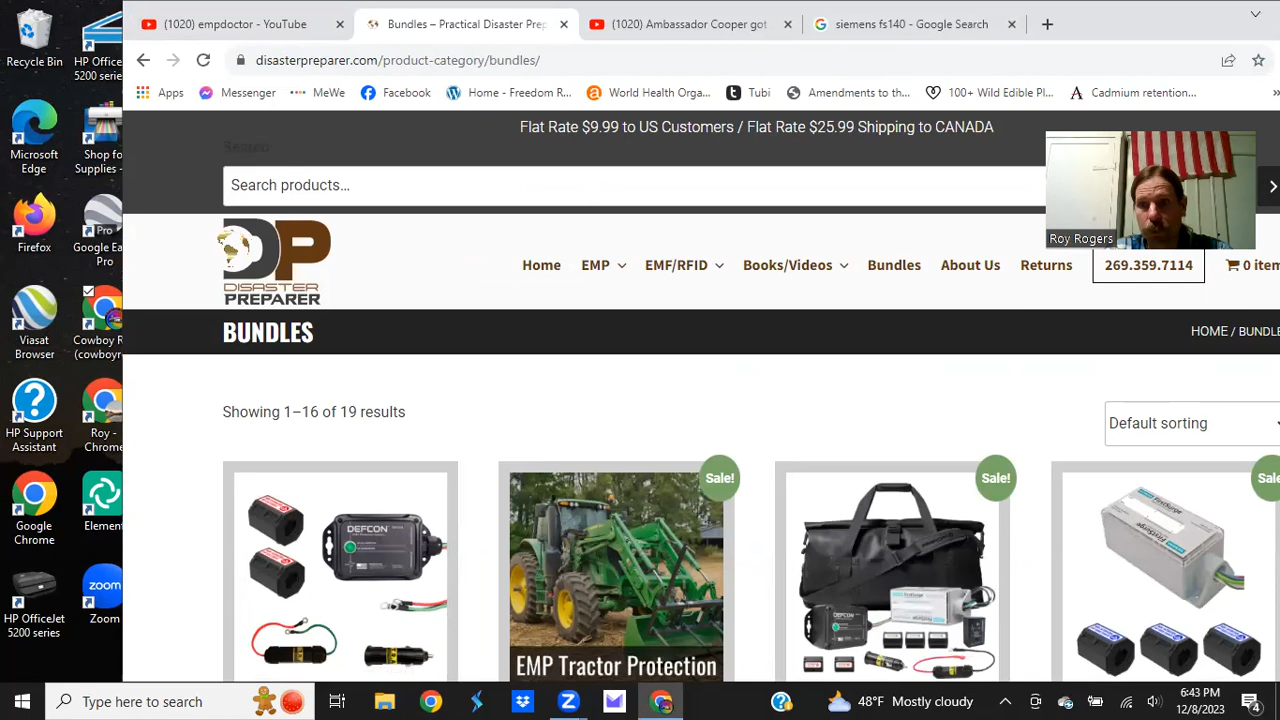 Recycle Bin
HP Office
5200 series
Microsoft
Edge
Shop for
Supplies -
Firefox
Pro
Google Ea
Pro
Viasat
Browser
Cowboy R
(cowboyr
HP Support
Assistant
Roy -
Chrome
Google
Chrome
Element
HP OfficeJet
5200 series
zoom
Zoom
(1020) empdoctor - YouTube
Bundles – Practical Disaster Prep
(1020) Ambassador Cooper got
siemens fs140 - Google Search
disasterpreparer.com/product-category/bundles/
Apps
Messenger
MeWe
Facebook
Home - Freedom R...
World Health Orga...
Tubi
Amendments to th...
100+ Wild Edible Pl...
Cadmium retention...
Flat Rate $9.99 to US Customers / Flat Rate $25.99 Shipping to CANADA
Search
Search products…
Roy Rogers
DP
DISASTER
PREPARER
Home
EMP
EMF/RFID
Books/Videos
Bundles
About Us
Returns
269.359.7114
0 item
BUNDLES
HOME / BUNDLE
Showing 1–16 of 19 results
Default sorting
DEFCON
Sale!
EMP Tractor Protection
Sale!
Sale
Type here to search
48°F Mostly cloudy
6:43 PM
12/8/2023
4